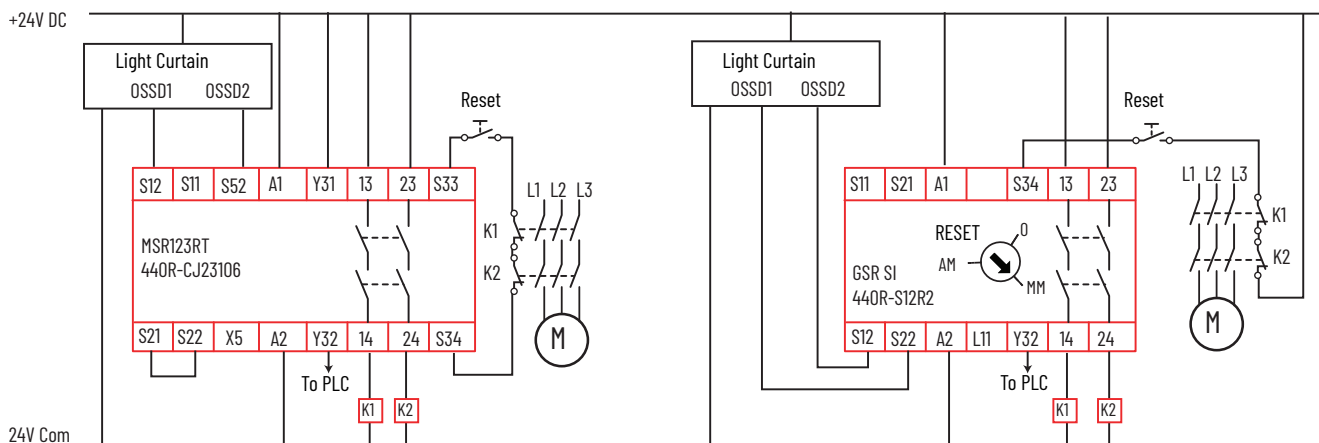 +24V DC
Light Curtain
OSSD1 OSSD2
Reset
S12 S11 S52 A1 Y31 13 23 S33
L1 L2 L3
MSR123RT
440R-CJ23106
K1
K2
S21 S22 X5 A2 Y32 14 24 S34
M
To PLC
K1 K2
24V Com
Light Curtain
OSSD1 OSSD2
Reset
S11 S21 A1 S34 13 23
L1 L2 L3
RESET
0
AM
MM
GSR SI
440R-S12R2
K1
K2
S12 S22 A2 L11 Y32 14 24
M
To PLC
K1 K2